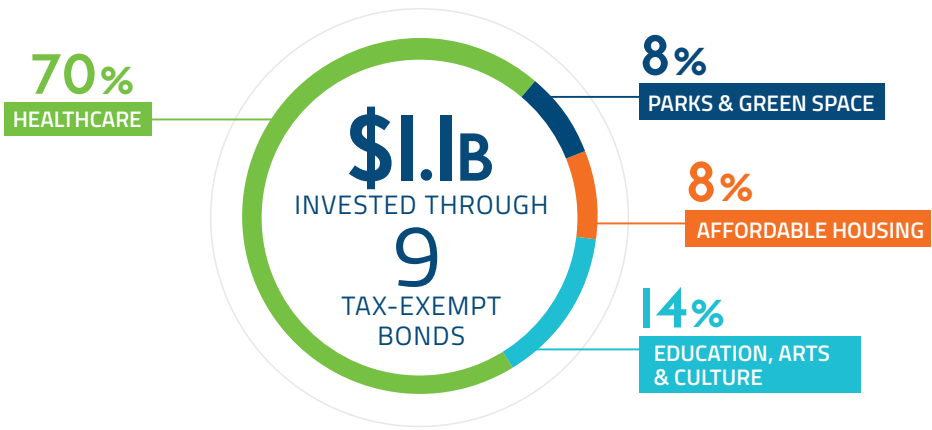 70%
HEALTHCARE
$1.1B
INVESTED THROUGH
9
TAX-EXEMPT
BONDS
8%
PARKS & GREEN SPACE
8%
AFFORDABLE HOUSING
14%
EDUCATION, ARTS
& CULTURE